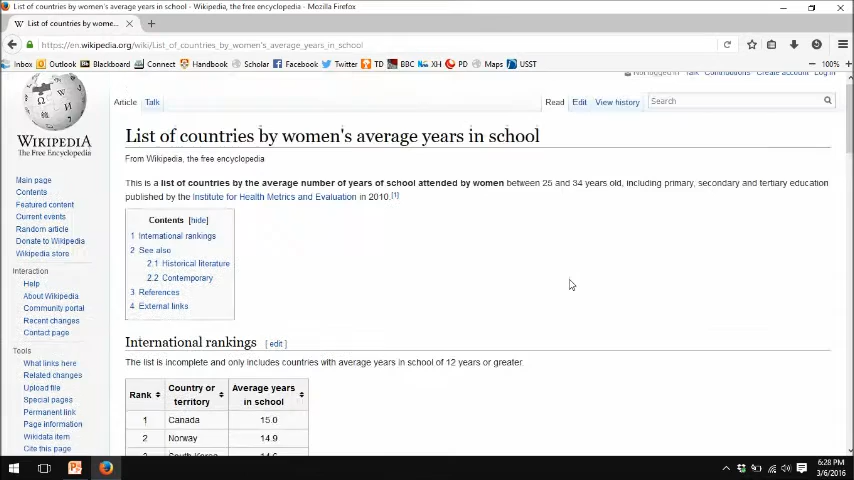 List of countries by women's average years in school - Wikipedia, the free encyclopedia - Mozilla Firefox
W List of countries by wome...
https://en.wikipedia.org/wiki/List_of_countries_by_women's_average_years_in_school
Inbox Outlook Blackboard Connect Handbook Scholar Facebook Twitter TD BBC XH PD Maps USST 100%
Not logged in Talk Contributions Create account Log in
Article Talk Read Edit View history Search
WIKIPEDIA
The Free Encyclopedia
List of countries by women's average years in school
From Wikipedia, the free encyclopedia
This is a list of countries by the average number of years of school attended by women between 25 and 34 years old, including primary, secondary and tertiary education
published by the Institute for Health Metrics and Evaluation in 2010.[1]
Main page
Contents
Featured content
Current events
Random article
Donate to Wikipedia
Wikipedia store
Interaction
Help
About Wikipedia
Community portal
Recent changes
Contact page
Tools
What links here
Related changes
Upload file
Special pages
Permanent link
Page information
Wikidata item
Cite this page
Contents [hide]
1 International rankings
2 See also
2.1 Historical literature
2.2 Contemporary
3 References
4 External links
International rankings [ edit ]
The list is incomplete and only includes countries with average years in school of 12 years or greater.
Rank Country or territory Average years in school
1 Canada 15.0
2 Norway 14.9
3 South Korea 14.6
6:28 PM
3/6/2016